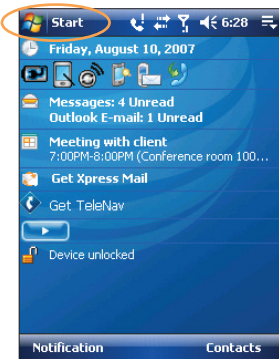 Start 6:28
Friday, August 10, 2007
Messages: 4 Unread
Outlook E-mail: 1 Unread
Meeting with client
7:00PM-8:00PM (Conference room 100...
Get Xpress Mail
Get TeleNav
Device unlocked
Notification Contacts